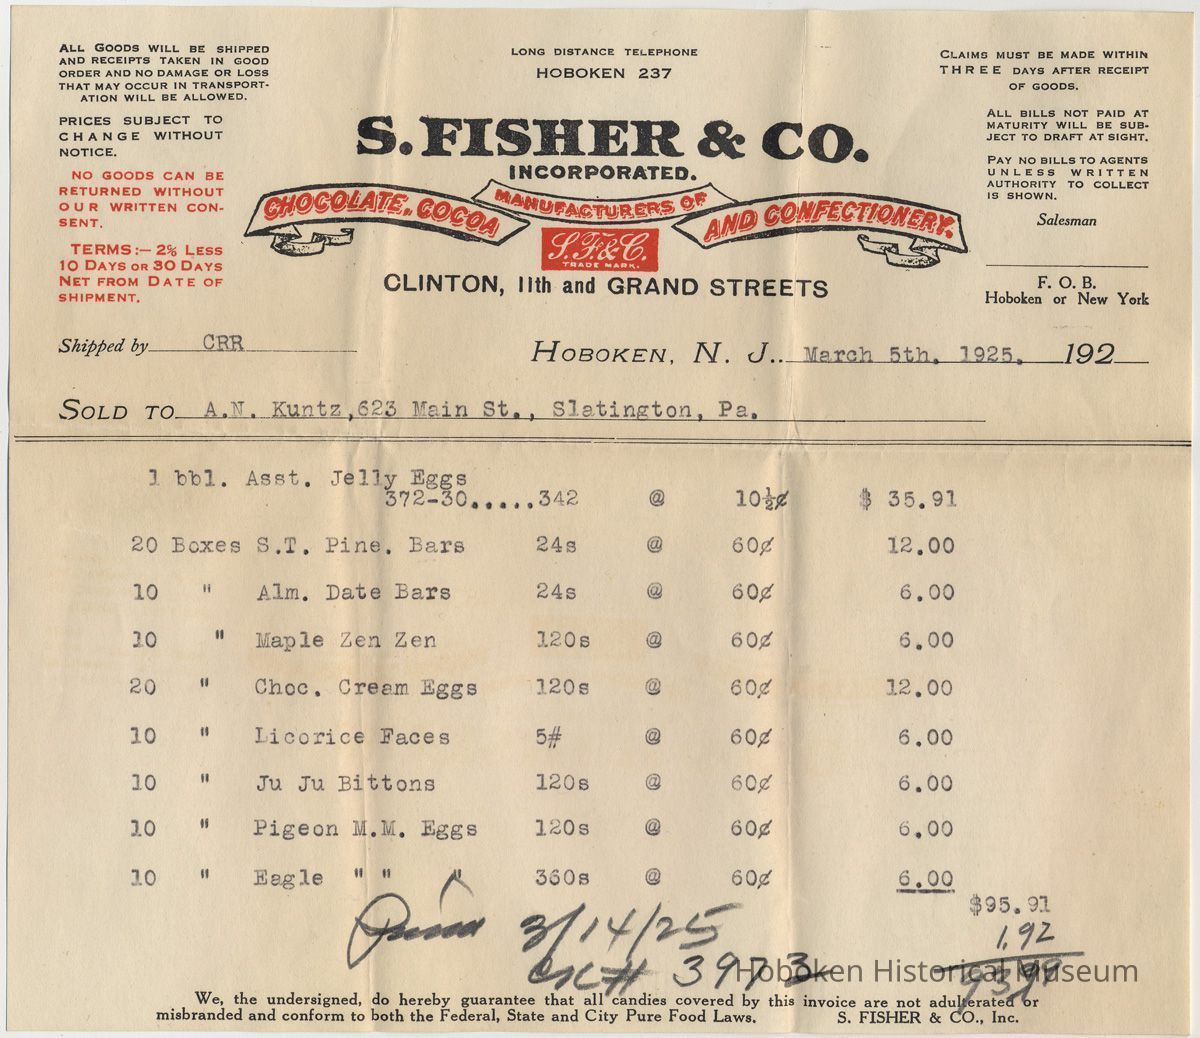 ALL GOODS WILL BE SHIPPED
AND RECEIPTS TAKEN IN GOOD
ORDER AND NO DAMAGE OR LOSS
THAT MAY OCCUR IN TRANSPORT-
ATION WILL BE ALLOWED.
PRICES SUBJECT TO
CHANGE WITHOUT
NOTICE.
NO GOODS CAN BE
RETURNED WITHOUT
OUR WRITTEN CON-
SENT.
TERMS:- 2% LESS
10 DAYS OR 30 DAYS
NET FROM DATE OF
SHIPMENT.
LONG DISTANCE TELEPHONE
HOBOKEN 237
S. FISHER & CO.
INCORPORATED.
MANUFACTURERS OF
CHOCOLATE, COCOA AND CONFECTIONERY.
S.F.& C.
TRADE MARK.
CLINTON, 11th and GRAND STREETS
CLAIMS MUST BE MADE WITHIN
THREE DAYS AFTER RECEIPT
OF GOODS.
ALL BILLS NOT PAID AT
MATURITY WILL BE SUB-
JECT TO DRAFT AT SIGHT.
PAY NO BILLS TO AGENTS
UNLESS WRITTEN
AUTHORITY TO COLLECT
IS SHOWN.
Salesman
F. O. B.
Hoboken or New York
Shipped by CRR
HOBOKEN, N. J.. March 5th. 1925. 192
SOLD TO A.N. Kuntz,623 Main St., Slatington, Pa.
1 bbl. Asst. Jelly Eggs
372-30.....342 @ 10½¢ $ 35.91
20 Boxes S.T. Pine. Bars 24s @ 60¢ 12.00
10 " Alm. Date Bars 24s @ 60¢ 6.00
10 " Maple Zen Zen 120s @ 60¢ 6.00
20 " Choc. Cream Eggs 120s @ 60¢ 12.00
10 " Licorice Faces 5# @ 60¢ 6.00
10 " Ju Ju Bittons 120s @ 60¢ 6.00
10 " Pigeon M.M. Eggs 120s @ 60¢ 6.00
10 " Eagle " " " 360s @ 60¢ 6.00
$95.91
1.92
93.99
3/14/25
CK# 3973
Hoboken Historical Museum
We, the undersigned, do hereby guarantee that all candies covered by this invoice are not adulterated or
misbranded and conform to both the Federal, State and City Pure Food Laws. S. FISHER & CO., Inc.